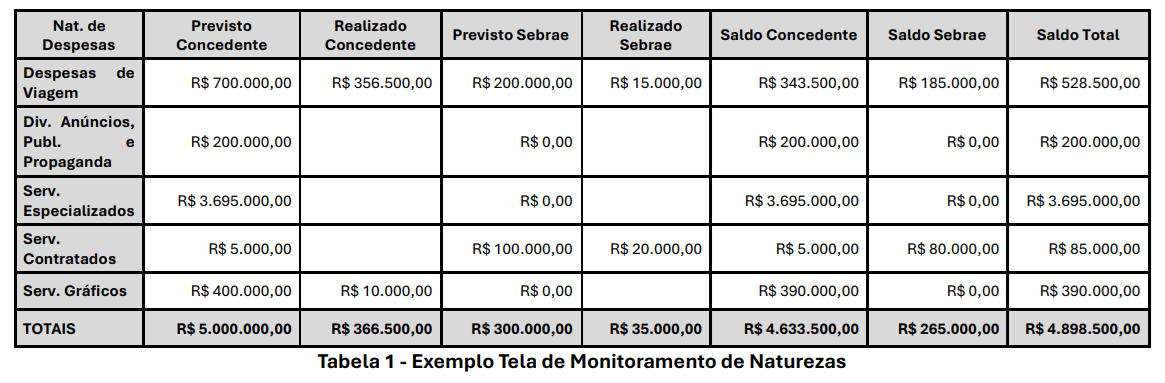 Nat. de Despesas | Previsto Concedente | Realizado Concedente | Previsto Sebrae | Realizado Sebrae | Saldo Concedente | Saldo Sebrae | Saldo Total
Despesas de Viagem | R$ 700.000,00 | R$ 356.500,00 | R$ 200.000,00 | R$ 15.000,00 | R$ 343.500,00 | R$ 185.000,00 | R$ 528.500,00
Div. Anúncios, Publ. e Propaganda | R$ 200.000,00 | | R$ 0,00 | | R$ 200.000,00 | R$ 0,00 | R$ 200.000,00
Serv. Especializados | R$ 3.695.000,00 | | R$ 0,00 | | R$ 3.695.000,00 | R$ 0,00 | R$ 3.695.000,00
Serv. Contratados | R$ 5.000,00 | | R$ 100.000,00 | R$ 20.000,00 | R$ 5.000,00 | R$ 80.000,00 | R$ 85.000,00
Serv. Gráficos | R$ 400.000,00 | R$ 10.000,00 | R$ 0,00 | | R$ 390.000,00 | R$ 0,00 | R$ 390.000,00
TOTAIS | R$ 5.000.000,00 | R$ 366.500,00 | R$ 300.000,00 | R$ 35.000,00 | R$ 4.633.500,00 | R$ 265.000,00 | R$ 4.898.500,00
Tabela 1 - Exemplo Tela de Monitoramento de Naturezas